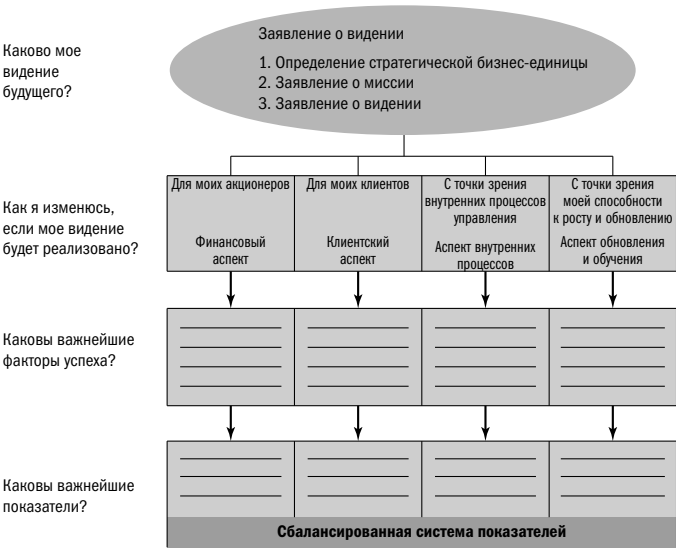 Каково мое
видение
будущего?
Заявление о видении
1. Определение стратегической бизнес-единицы
2. Заявление о миссии
3. Заявление о видении
Как я изменюсь,
если мое видение
будет реализовано?
Для моих акционеров
Финансовый
аспект
Для моих клиентов
Клиентский
аспект
С точки зрения
внутренних процессов
управления
Аспект внутренних
процессов
С точки зрения
моей способности
к росту и обновлению
Аспект обновления
и обучения
Каковы важнейшие
факторы успеха?
Каковы важнейшие
показатели?
Сбалансированная система показателей